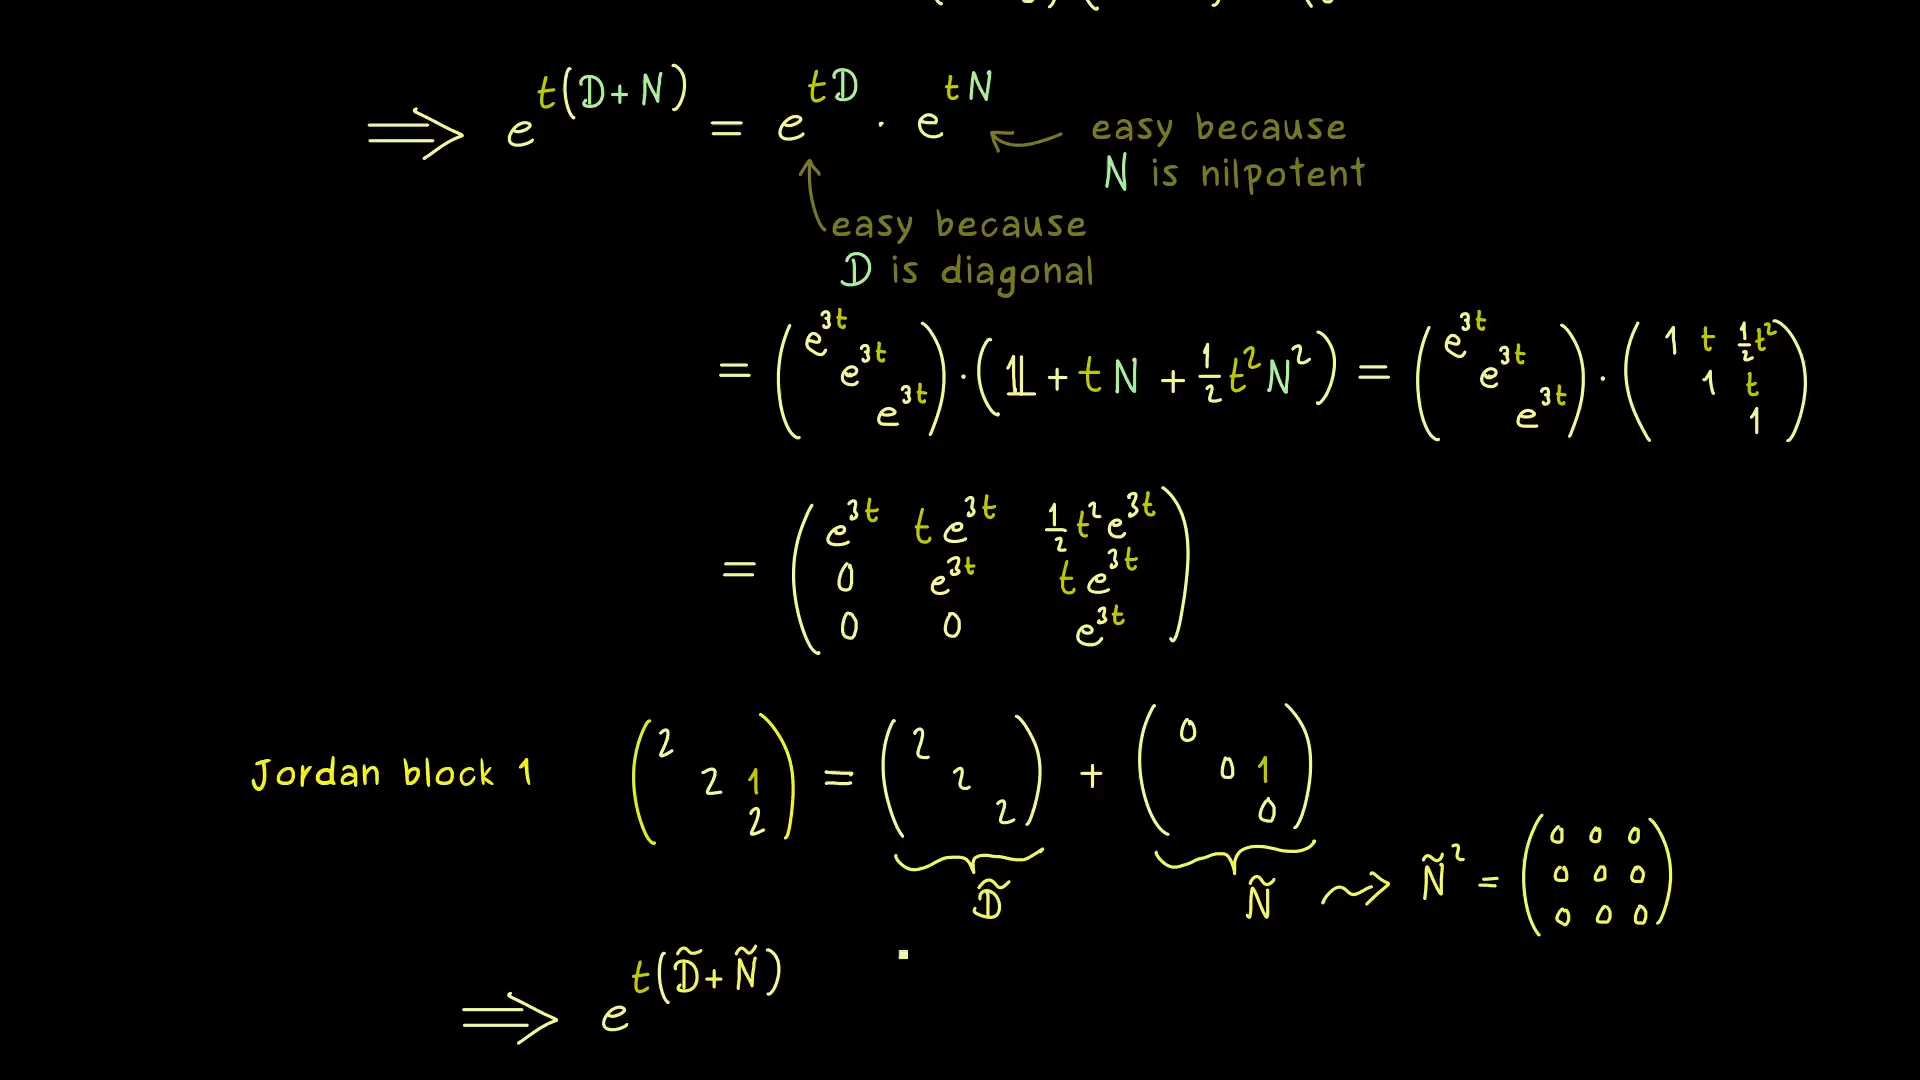 ⟹ e^{t(D+N)} = e^{tD} · e^{tN}
easy because
N is nilpotent
easy because
D is diagonal
= (e^{3t} e^{3t} e^{3t}) · (𝟙 + tN + ½t²N²) = (e^{3t} e^{3t} e^{3t}) · (1 t ½t² 1 t 1)
= (e^{3t} te^{3t} ½t²e^{3t}
0 e^{3t} te^{3t}
0 0 e^{3t})
Jordan block 1 (2 2 1 2) = (2 2 2) + (0 0 1 0)
D̃ Ñ ⇝ Ñ² = (0 0 0
0 0 0
0 0 0)
⟹ e^{t(D̃+Ñ)}